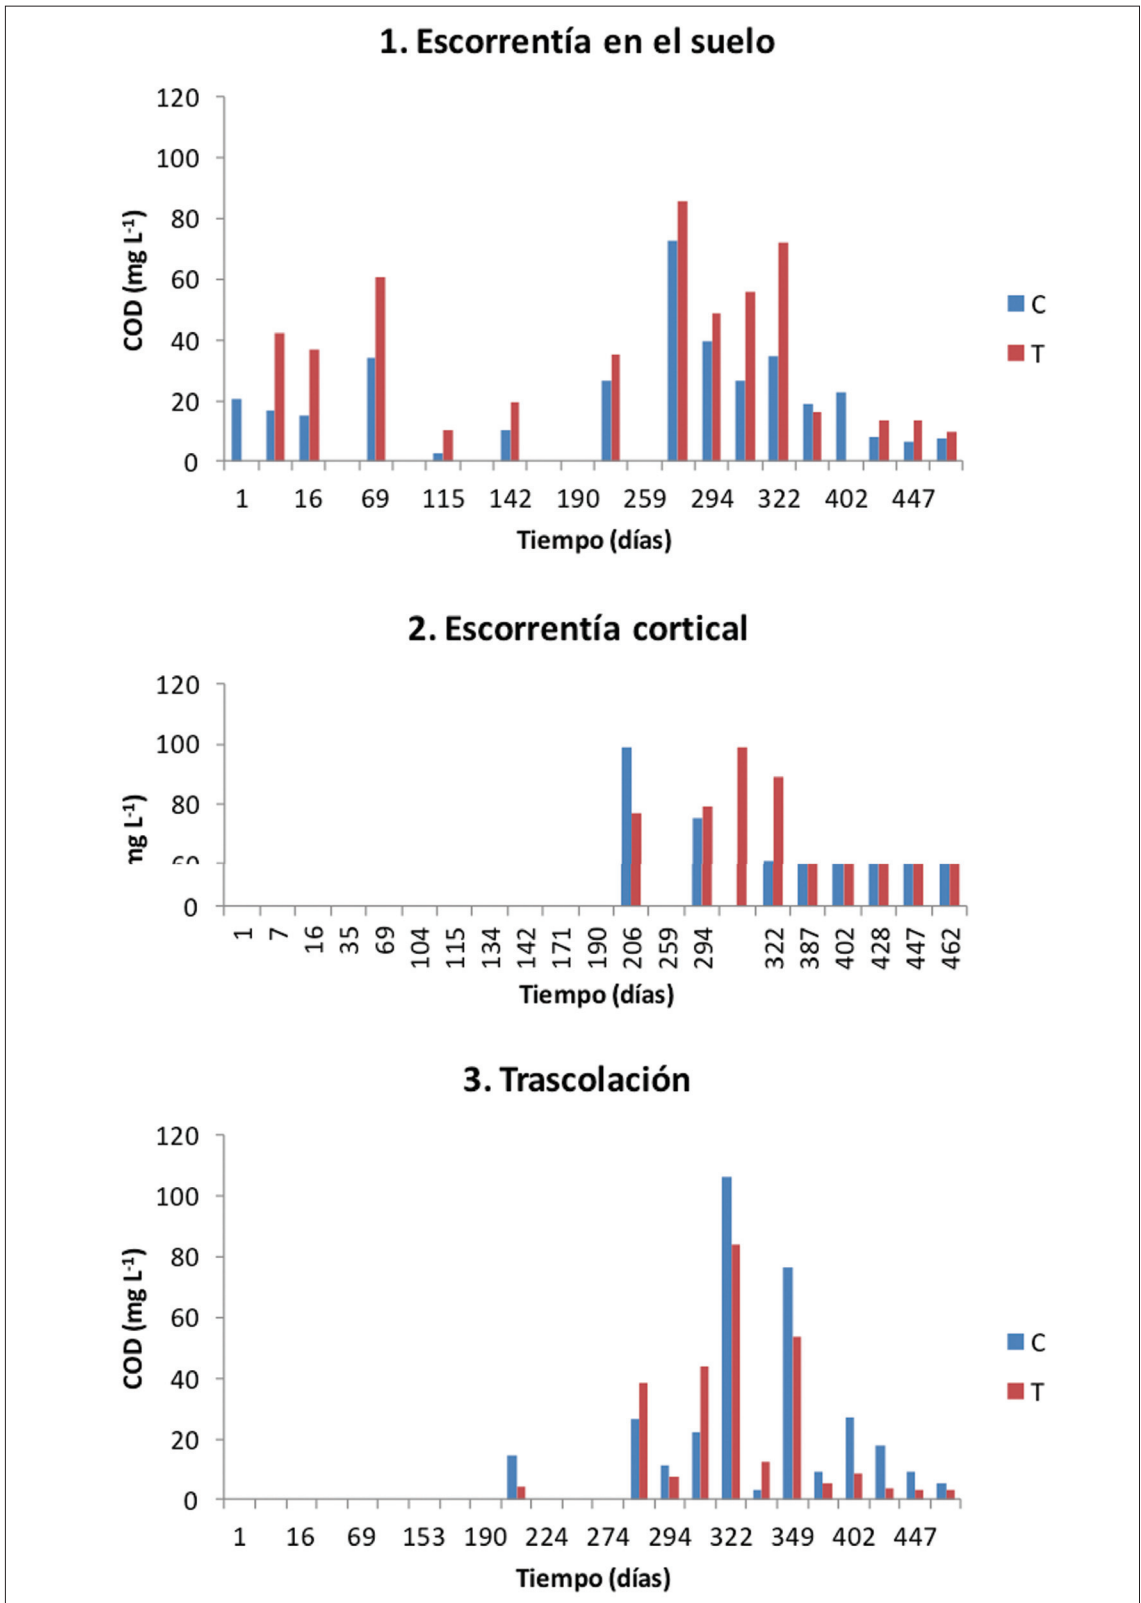 1. Escorrentía en el suelo
120
100
80
60
40
20
0
COD (mg L-1)
1 16 69 115 142 190 259 294 322 402 447
Tiempo (días)
C
T
2. Escorrentía cortical
120
100
80
0
mg L-1)
1 7 16 35 69 104 115 134 142 171 190 206 259 294 322 387 402 428 447 462
Tiempo (días)
3. Trascolación
120
100
80
60
40
20
0
COD (mg L-1)
1 16 69 153 190 224 274 294 322 349 402 447
Tiempo (días)
C
T